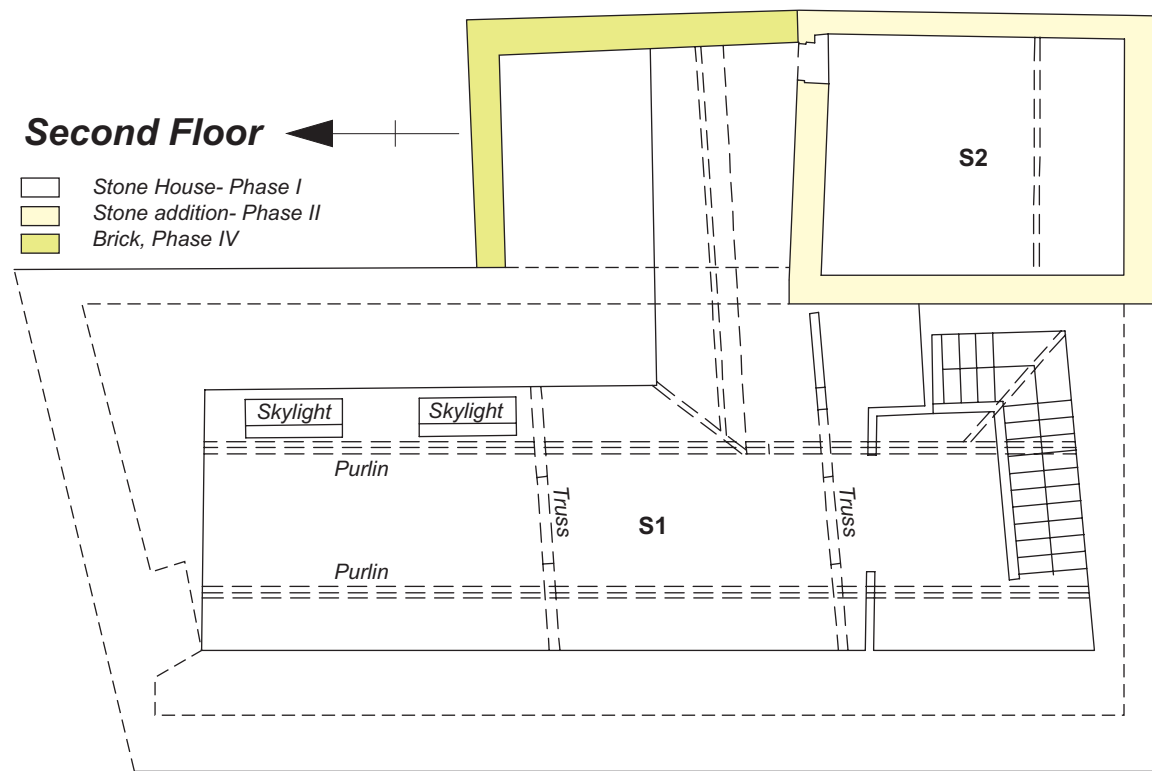 Second Floor
Stone House- Phase I
Stone addition- Phase II
Brick, Phase IV
S2
Skylight
Skylight
Purlin
Truss
S1
Truss
Purlin